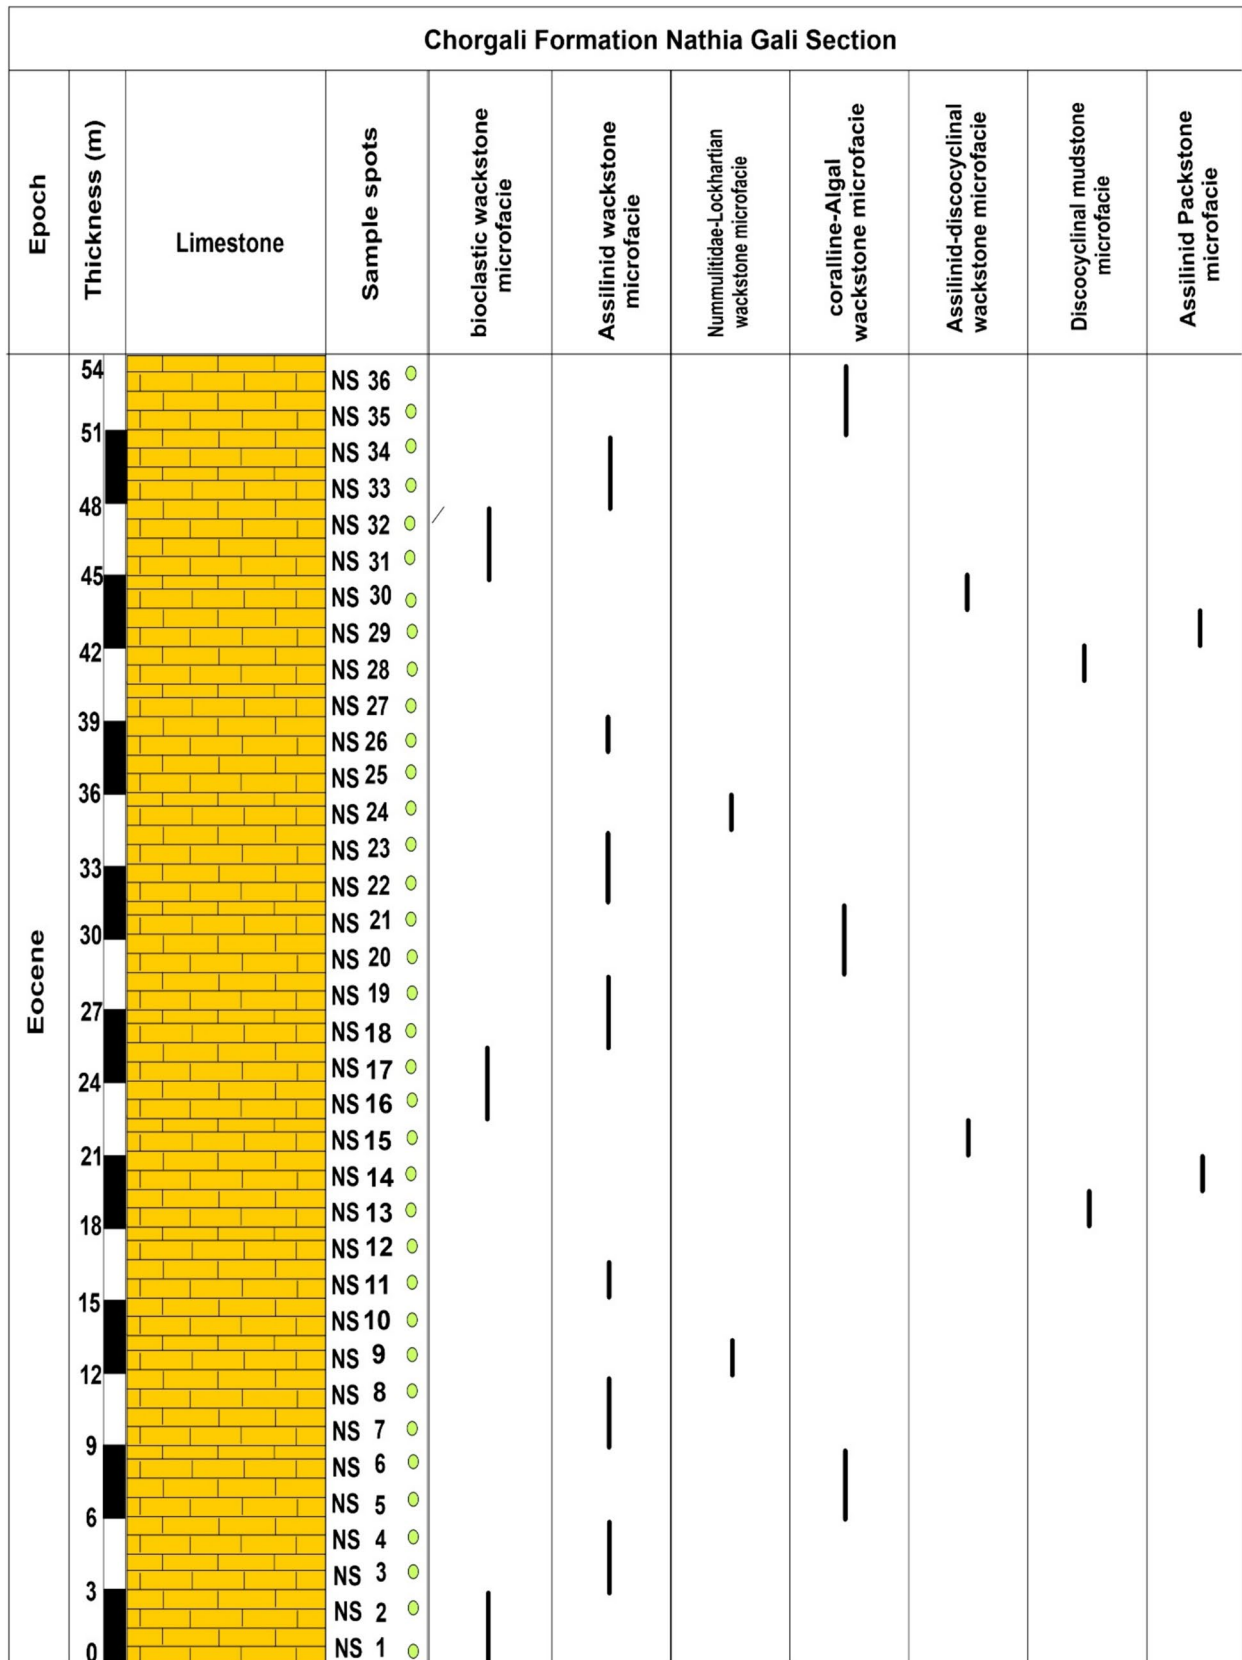 Chorgali Formation Nathia Gali Section
Epoch
Thickness (m)
Limestone
Sample spots
bioclastic wackstone
microfacie
Assilinid wackstone
microfacie
Nummulitidae-Lockhartian
wackstone microfacie
coralline-Algal
wackstone microfacie
Assilinid-discocyclinal
wackstone microfacie
Discocyclinal mudstone
microfacie
Assilinid Packstone
microfacie
Eocene
54
51
48
45
42
39
36
33
30
27
24
21
18
15
12
9
6
3
0
NS 36
NS 35
NS 34
NS 33
NS 32
NS 31
NS 30
NS 29
NS 28
NS 27
NS 26
NS 25
NS 24
NS 23
NS 22
NS 21
NS 20
NS 19
NS 18
NS 17
NS 16
NS 15
NS 14
NS 13
NS 12
NS 11
NS 10
NS 9
NS 8
NS 7
NS 6
NS 5
NS 4
NS 3
NS 2
NS 1